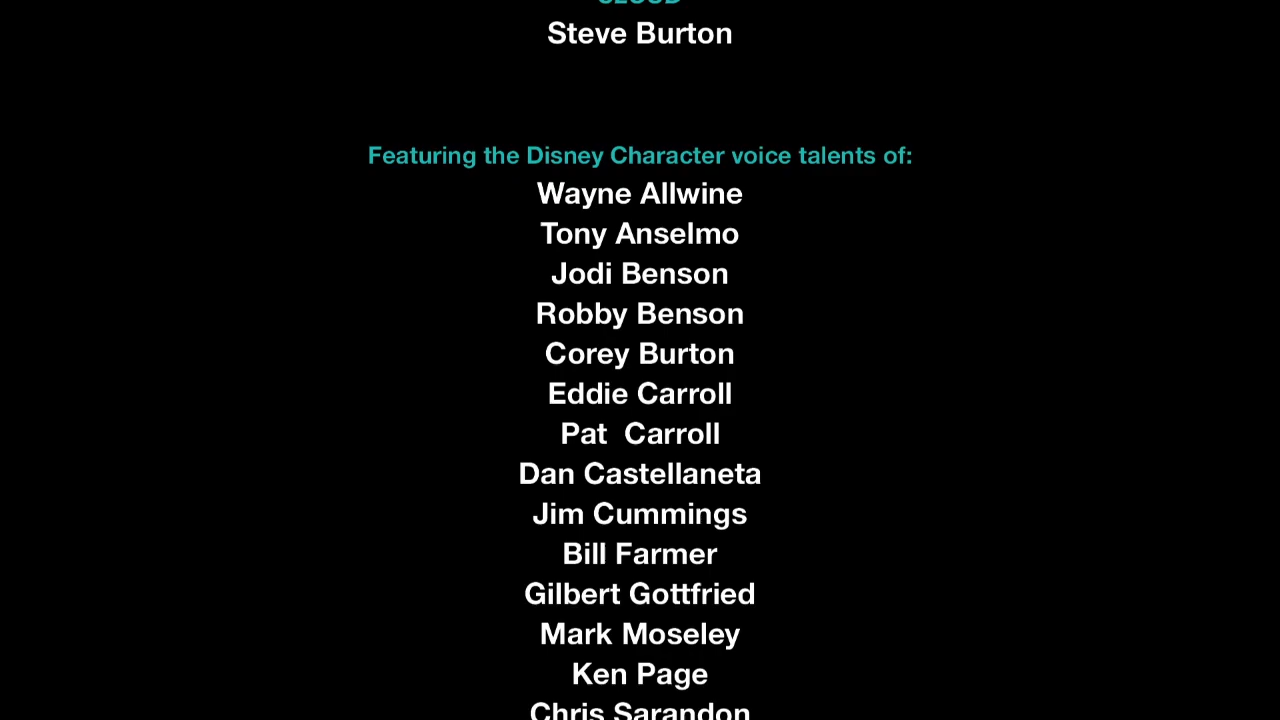 CLOUD
Steve Burton
Featuring the Disney Character voice talents of:
Wayne Allwine
Tony Anselmo
Jodi Benson
Robby Benson
Corey Burton
Eddie Carroll
Pat  Carroll
Dan Castellaneta
Jim Cummings
Bill Farmer
Gilbert Gottfried
Mark Moseley
Ken Page
Chris Sarandon